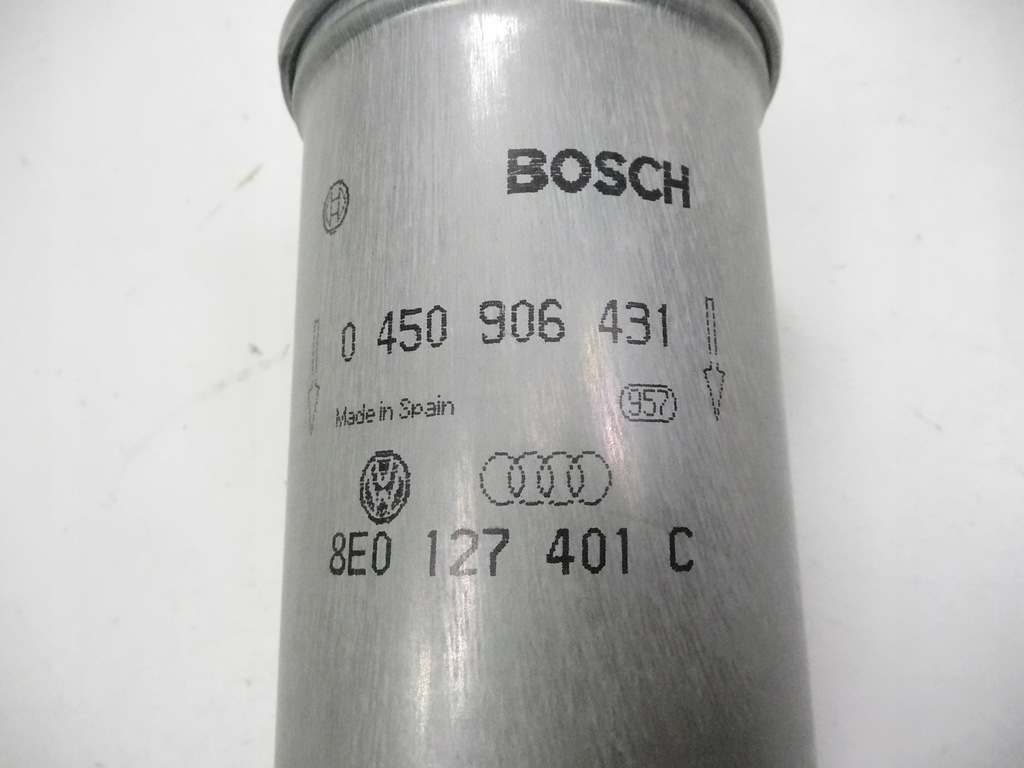 BOSCH
0 450 906 431
Made in Spain 957
8E0 127 401 C